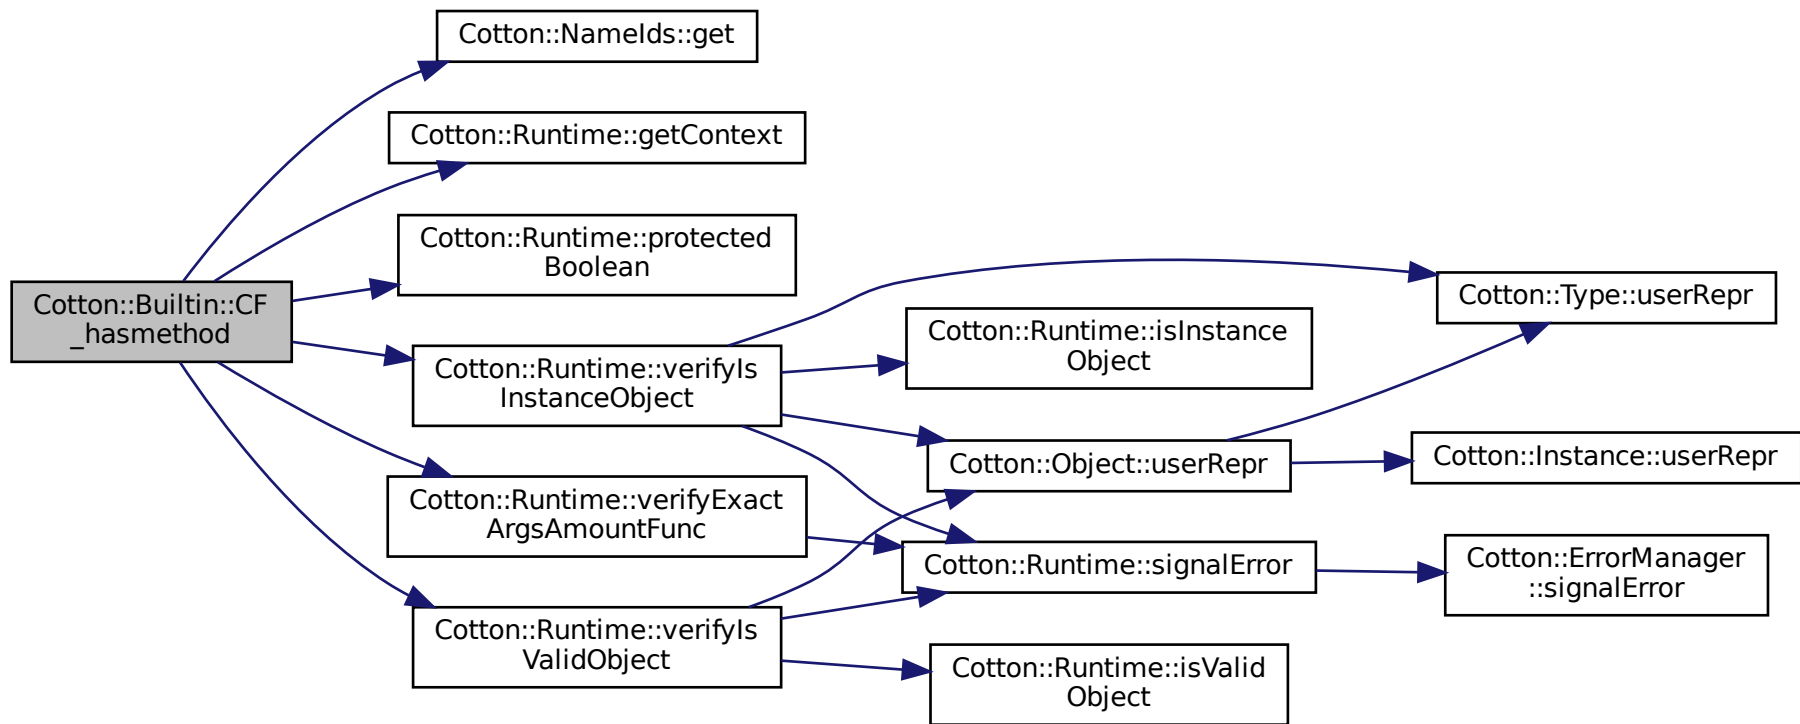 Cotton::NameIds::get
Cotton::Runtime::getContext
Cotton::Runtime::protected
Boolean
Cotton::Builtin::CF
_hasmethod
Cotton::Runtime::verifyIs
InstanceObject
Cotton::Runtime::verifyExact
ArgsAmountFunc
Cotton::Runtime::verifyIs
ValidObject
Cotton::Runtime::isInstance
Object
Cotton::Object::userRepr
Cotton::Runtime::signalError
Cotton::Runtime::isValid
Object
Cotton::Type::userRepr
Cotton::Instance::userRepr
Cotton::ErrorManager
::signalError